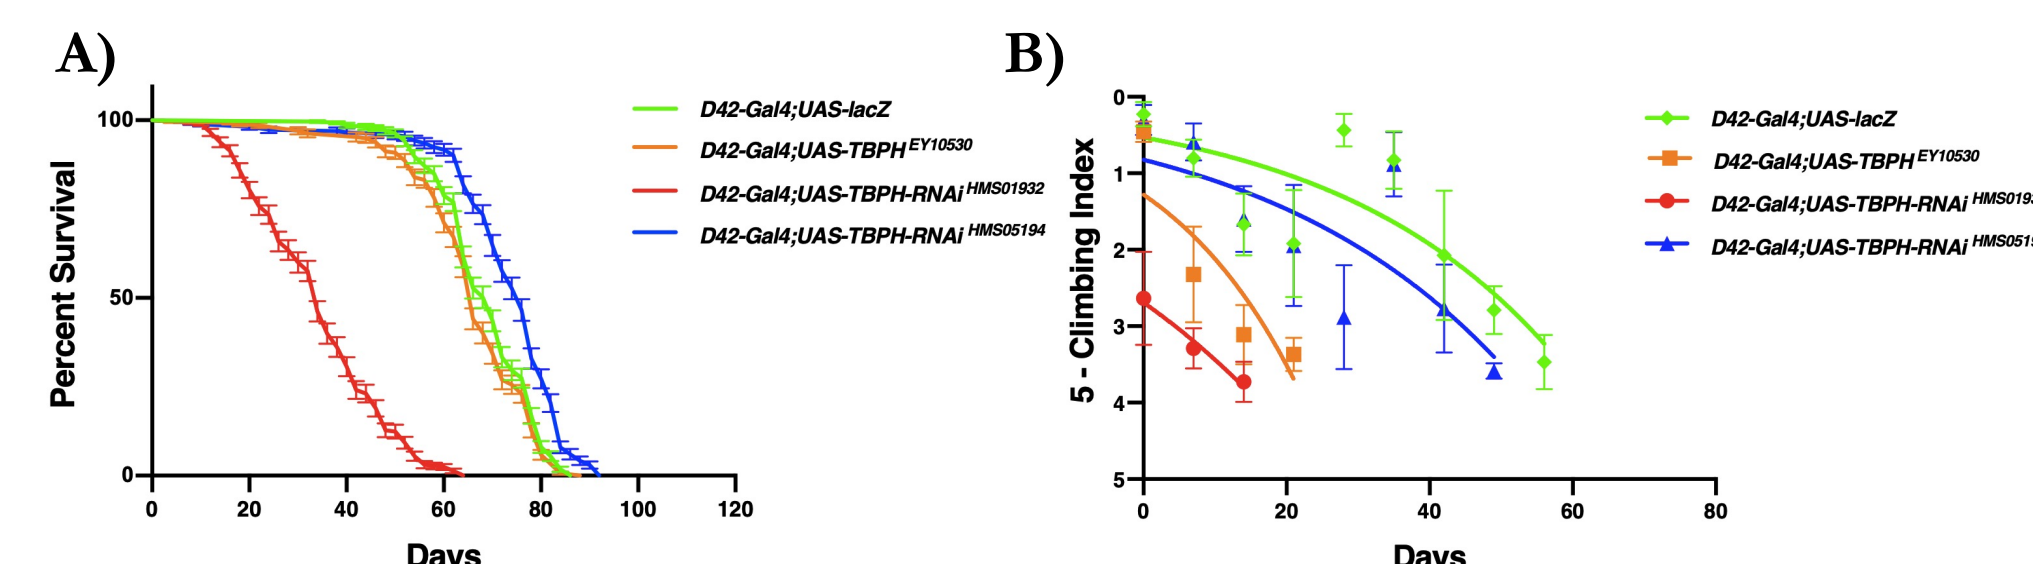 A)
Percent Survival
100
50
0
0 20 40 60 80 100 120
Days
D42-Gal4;UAS-lacZ
D42-Gal4;UAS-TBPH EY10530
D42-Gal4;UAS-TBPH-RNAi HMS01932
D42-Gal4;UAS-TBPH-RNAi HMS05194
B)
5 - Climbing Index
0
1
2
3
4
5
0 20 40 60 80
Days
D42-Gal4;UAS-lacZ
D42-Gal4;UAS-TBPH EY10530
D42-Gal4;UAS-TBPH-RNAi HMS0193
D42-Gal4;UAS-TBPH-RNAi HMS051